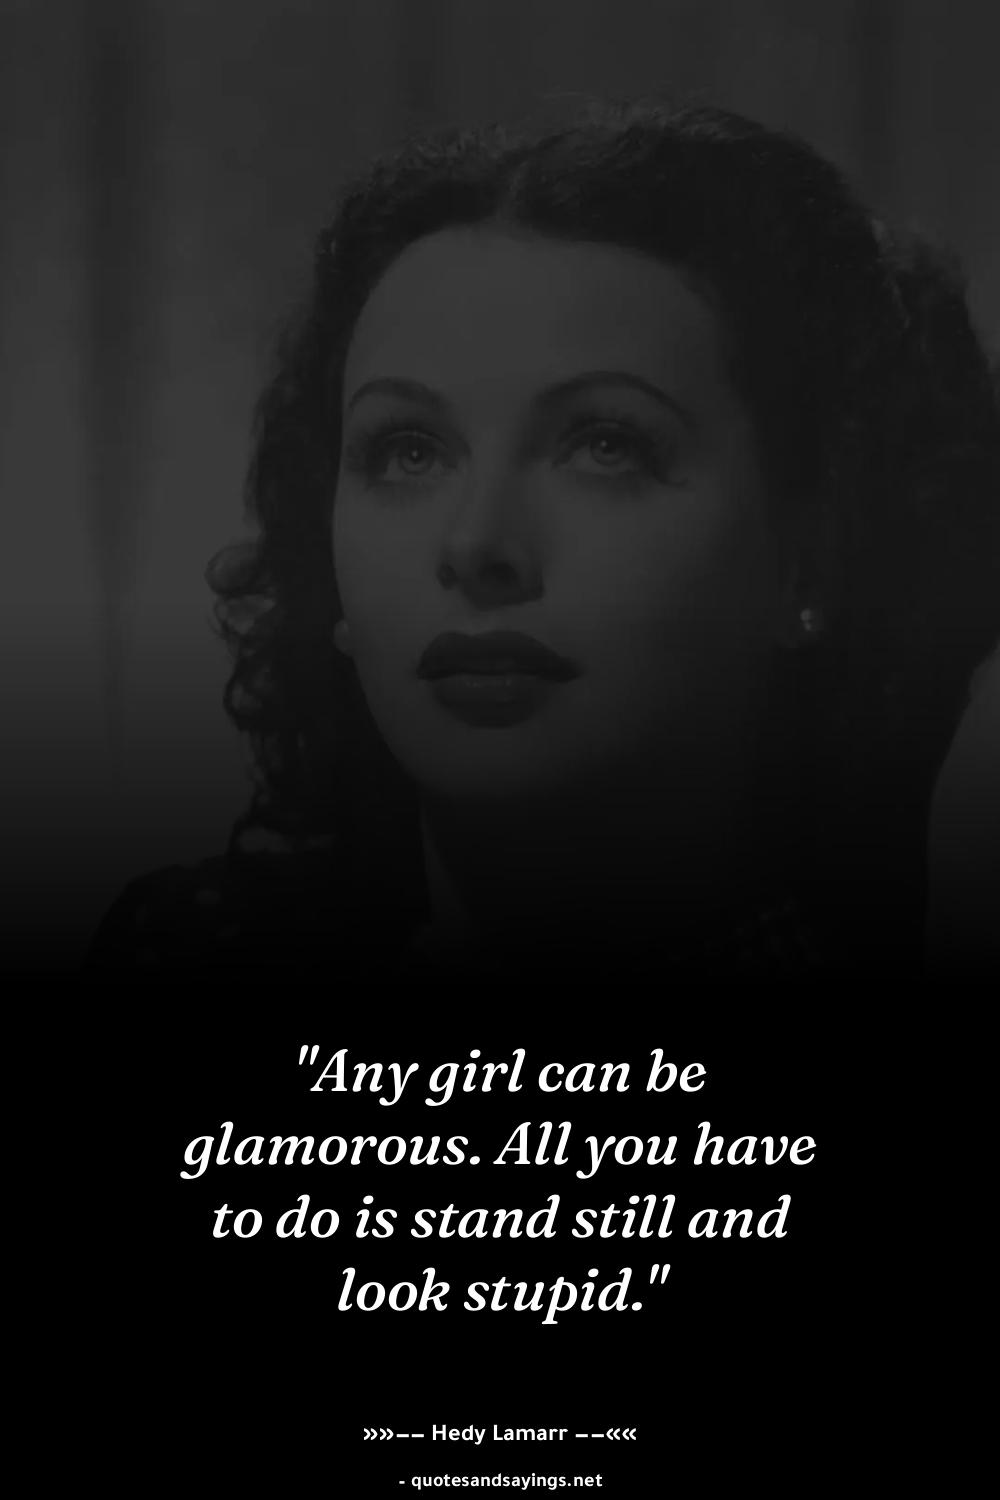 "Any girl can be
glamorous. All you have
to do is stand still and
look stupid."
»»–– Hedy Lamarr ––««
- quotesandsayings.net